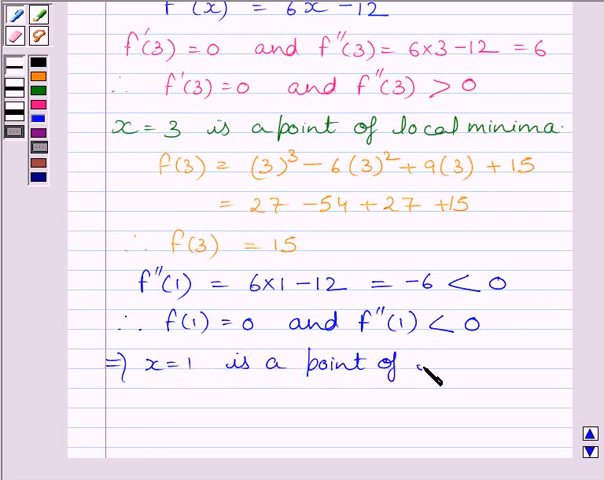 f''(x) = 6x - 12
f'(3) = 0 and f''(3) = 6×3 - 12 = 6
∴ f'(3) = 0 and f''(3) > 0
x = 3 is a point of local minima.
f(3) = (3)³ - 6(3)² + 9(3) + 15
= 27 - 54 + 27 + 15
∴ f(3) = 15
f''(1) = 6×1 - 12 = -6 < 0
∴ f(1) = 0 and f''(1) < 0
⇒ x = 1 is a point of